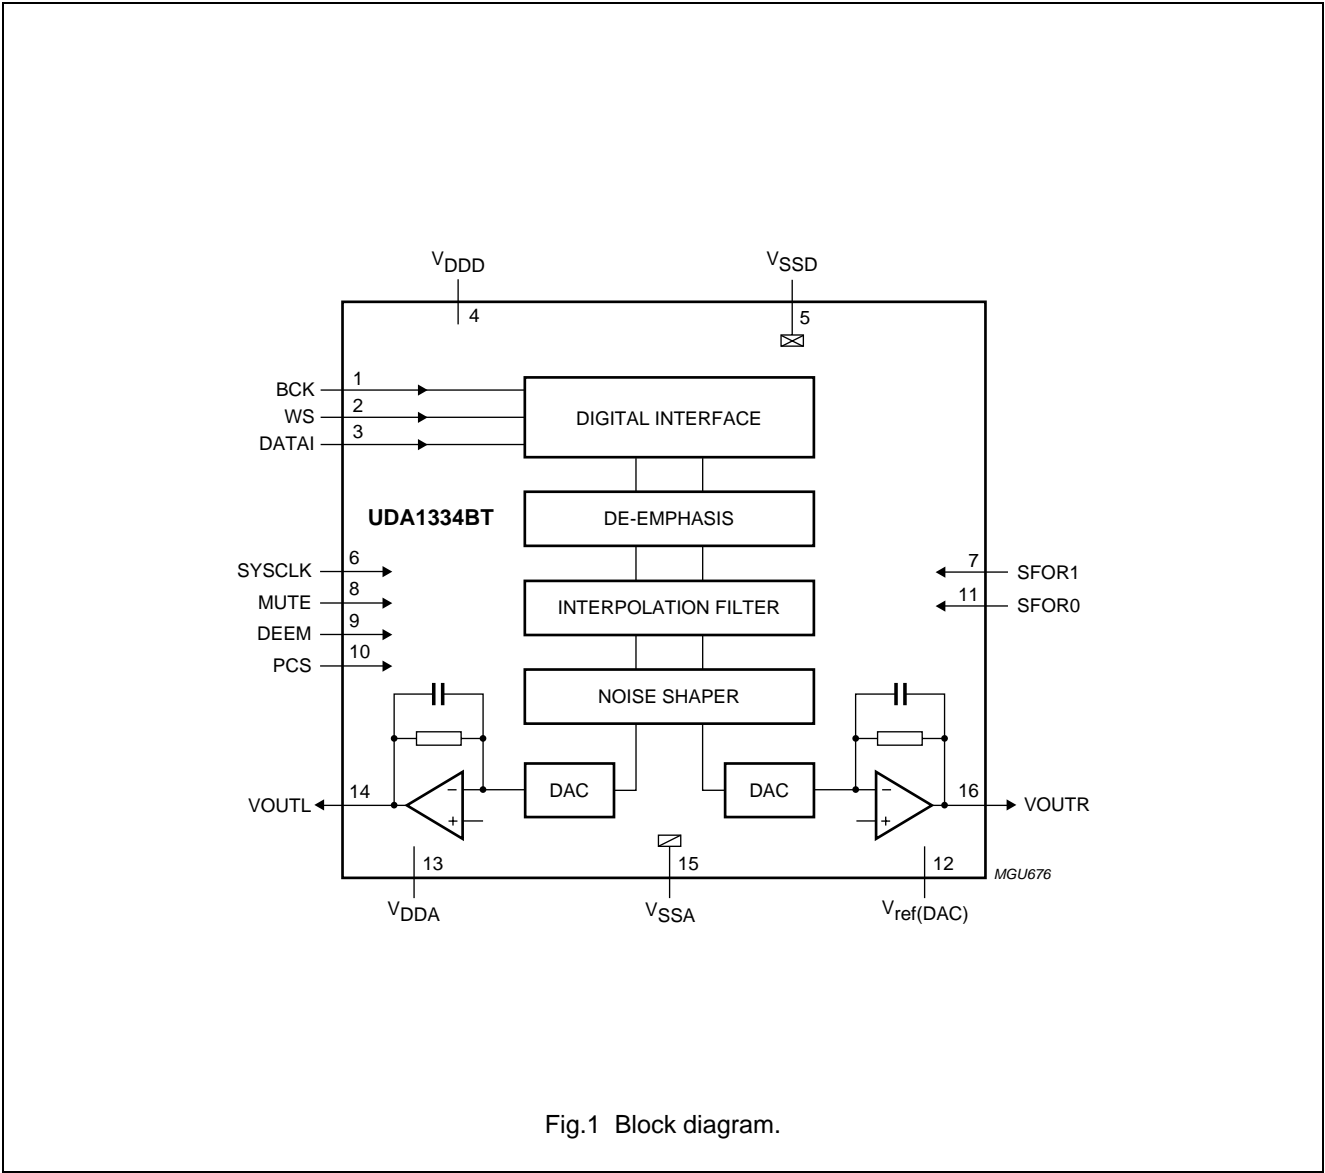 VDDD VSSD
4 5
BCK 1
WS 2
DATAI 3
DIGITAL INTERFACE
UDA1334BT
DE-EMPHASIS
SYSCLK 6
MUTE 8
DEEM 9
PCS 10
7 SFOR1
11 SFOR0
INTERPOLATION FILTER
NOISE SHAPER
VOUTL 14
− +
DAC DAC
− +
16 VOUTR
13 15 12
MGU676
VDDA VSSA Vref(DAC)
Fig.1 Block diagram.